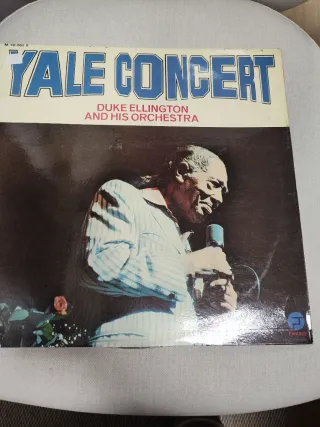 YALE CONCERT
DUKE ELLINGTON
AND HIS ORCHESTRA